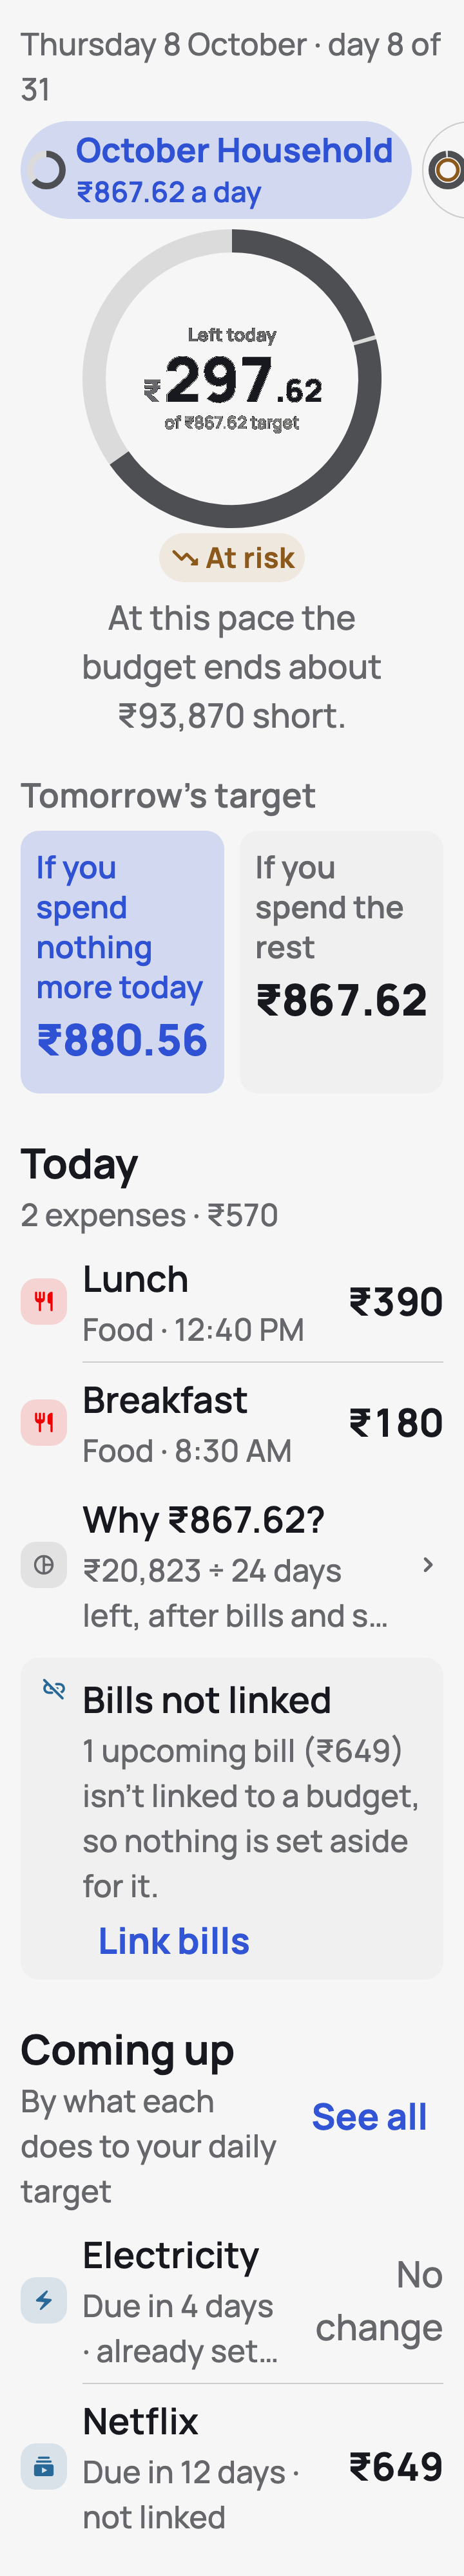 Thursday 8 October · day 8 of
31
October Household
₹867.62 a day
Left today
₹297.62
of ₹867.62 target
At risk
At this pace the
budget ends about
₹93,870 short.
Tomorrow's target
If you
spend
nothing
more today
₹880.56
If you
spend the
rest
₹867.62
Today
2 expenses · ₹570
Lunch
₹390
Food · 12:40 PM
Breakfast
₹180
Food · 8:30 AM
Why ₹867.62?
₹20,823 ÷ 24 days
left, after bills and s…
Bills not linked
1 upcoming bill (₹649)
isn't linked to a budget,
so nothing is set aside
for it.
Link bills
Coming up
By what each
does to your daily
target
See all
Electricity
Due in 4 days
· already set…
No
change
Netflix
Due in 12 days ·
not linked
₹649